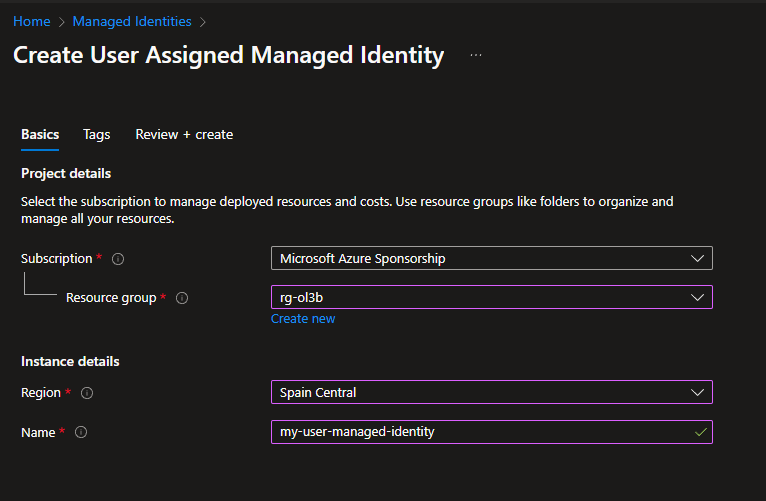 Home > Managed Identities >
Create User Assigned Managed Identity ...
Basics Tags Review + create
Project details
Select the subscription to manage deployed resources and costs. Use resource groups like folders to organize and
manage all your resources.
Subscription * Microsoft Azure Sponsorship
Resource group * rg-ol3b
Create new
Instance details
Region * Spain Central
Name * my-user-managed-identity